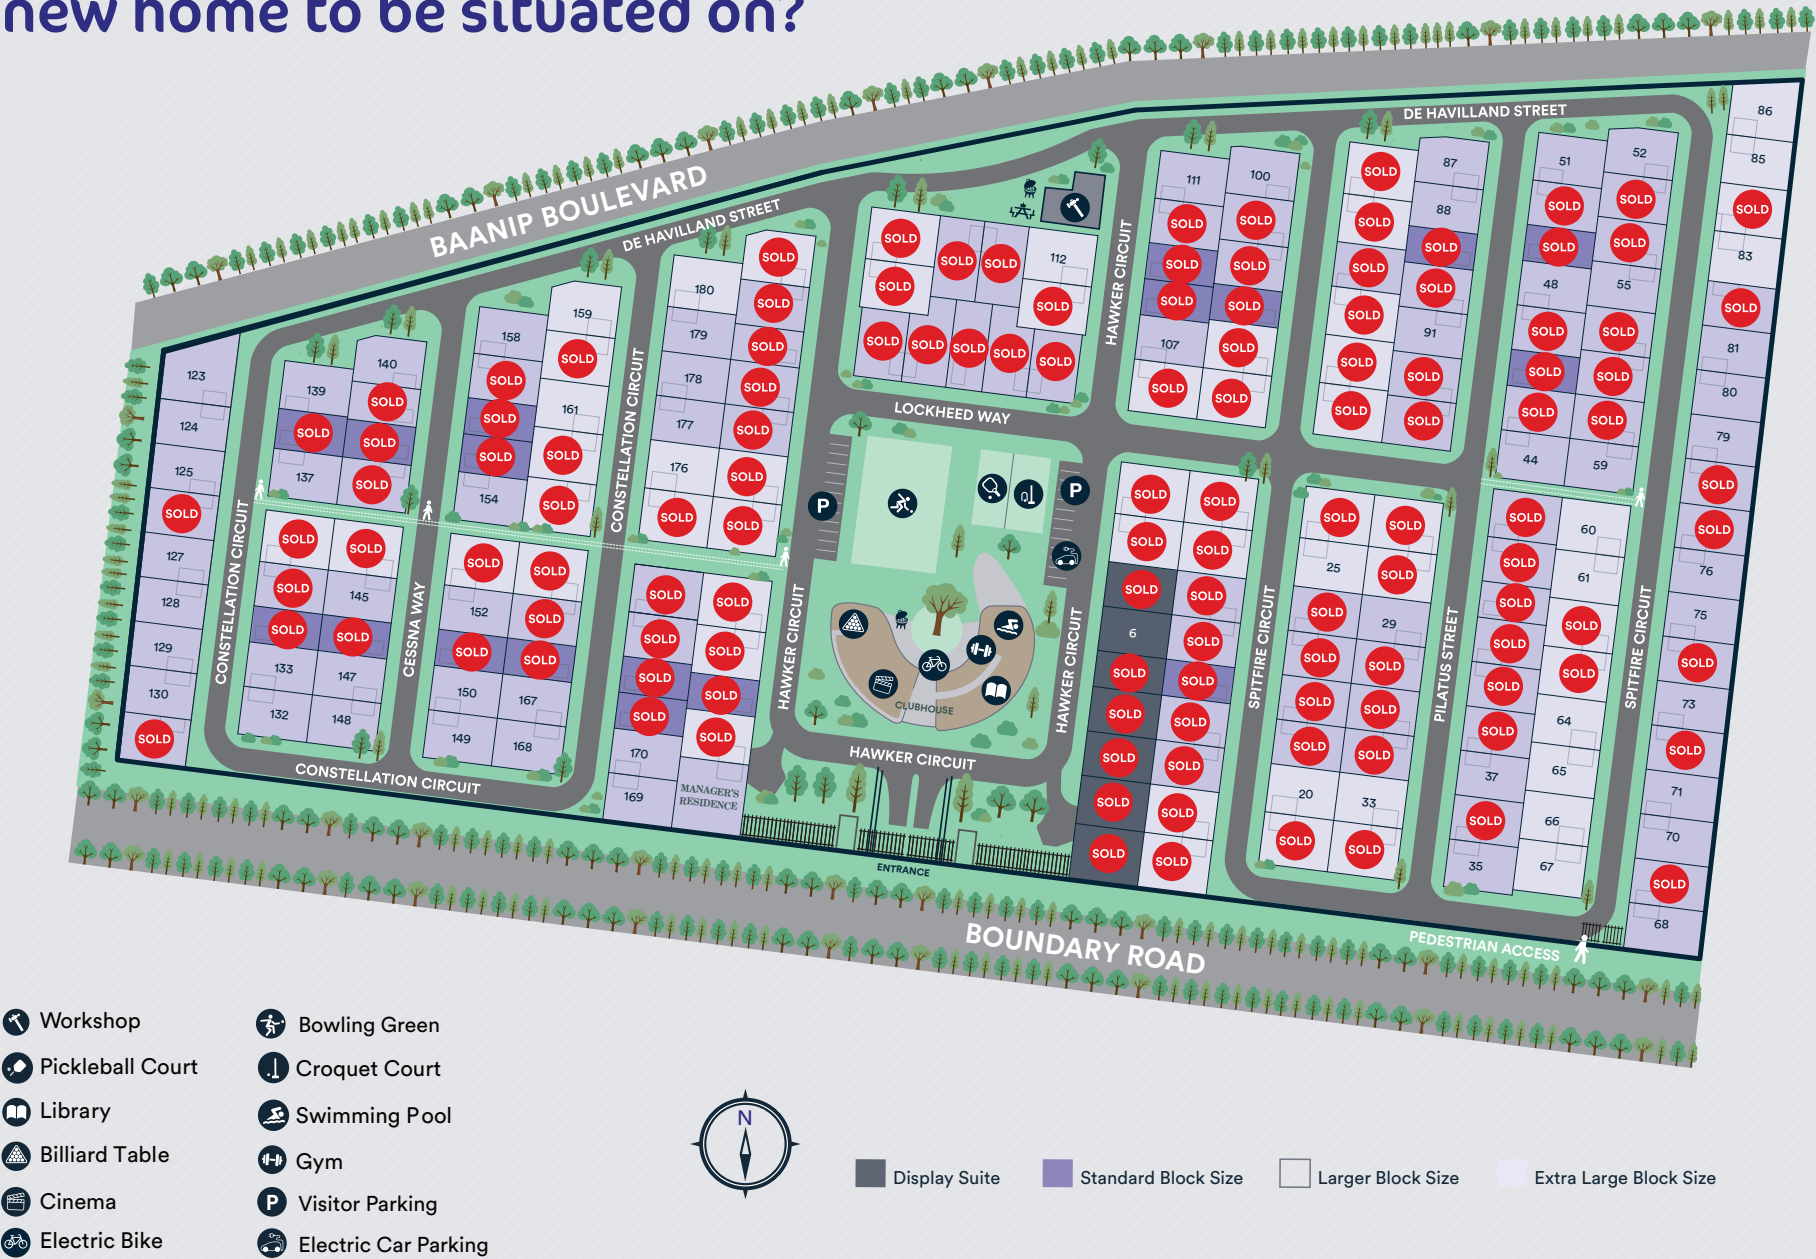 new home to be situated on?
BAANIP BOULEVARD
DE HAVILLAND STREET
DE HAVILLAND STREET
86
85
SOLD
83
SOLD
81
80
79
SOLD
SOLD
76
75
SOLD
73
SOLD
71
70
SOLD
68
51
52
SOLD
SOLD
SOLD
SOLD
48
55
SOLD
SOLD
SOLD
SOLD
SOLD
SOLD
44
59
SOLD
87
SOLD
88
SOLD
SOLD
SOLD
SOLD
91
SOLD
SOLD
SOLD
SOLD
111
100
SOLD
SOLD
SOLD
SOLD
SOLD
SOLD
107
SOLD
SOLD
SOLD
HAWKER CIRCUIT
SOLD
SOLD
SOLD
112
SOLD
SOLD
SOLD
SOLD
SOLD
SOLD
SOLD
LOCKHEED WAY
180
SOLD
179
SOLD
178
SOLD
177
SOLD
176
SOLD
SOLD
SOLD
SOLD
CONSTELLATION CIRCUIT
158
159
SOLD
SOLD
SOLD
161
SOLD
SOLD
154
SOLD
139
140
SOLD
SOLD
SOLD
137
SOLD
123
124
125
SOLD
127
128
129
130
SOLD
CONSTELLATION CIRCUIT
SOLD
SOLD
SOLD
145
SOLD
SOLD
133
147
132
148
CESSNA WAY
SOLD
SOLD
152
SOLD
SOLD
SOLD
150
167
149
168
CONSTELLATION CIRCUIT
SOLD
SOLD
SOLD
SOLD
SOLD
SOLD
SOLD
SOLD
170
169
MANAGER'S
RESIDENCE
HAWKER CIRCUIT
P
P
CLUBHOUSE
HAWKER CIRCUIT
HAWKER CIRCUIT
ENTRANCE
SOLD
SOLD
SOLD
SOLD
SOLD
SOLD
6
SOLD
SOLD
SOLD
SOLD
SOLD
SOLD
SOLD
SOLD
SOLD
SOLD
SOLD
SPITFIRE CIRCUIT
SOLD
SOLD
25
SOLD
SOLD
29
SOLD
SOLD
SOLD
SOLD
SOLD
SOLD
20
33
SOLD
SOLD
PILATUS STREET
SOLD
60
SOLD
61
SOLD
SOLD
SOLD
SOLD
SOLD
64
SOLD
65
37
66
SOLD
67
35
SPITFIRE CIRCUIT
PEDESTRIAN ACCESS
BOUNDARY ROAD
Workshop
Bowling Green
Pickleball Court
Croquet Court
Library
Swimming Pool
Billiard Table
Gym
Cinema
P
Visitor Parking
Electric Bike
Electric Car Parking
N
Display Suite
Standard Block Size
Larger Block Size
Extra Large Block Size